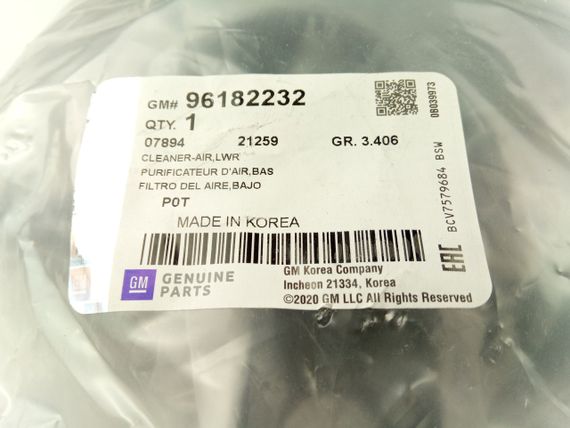 GM# 96182232
QTY. 1
07894 21259 GR. 3.406
CLEANER-AIR,LWR
PURIFICATEUR D'AIR,BAS
FILTRO DEL AIRE,BAJO
P0T
MADE IN KOREA
GM GENUINE PARTS
GM Korea Company
Incheon 21334, Korea
©2020 GM LLC All Rights Reserved
0B039973
BCV7579684 BSW
EAC